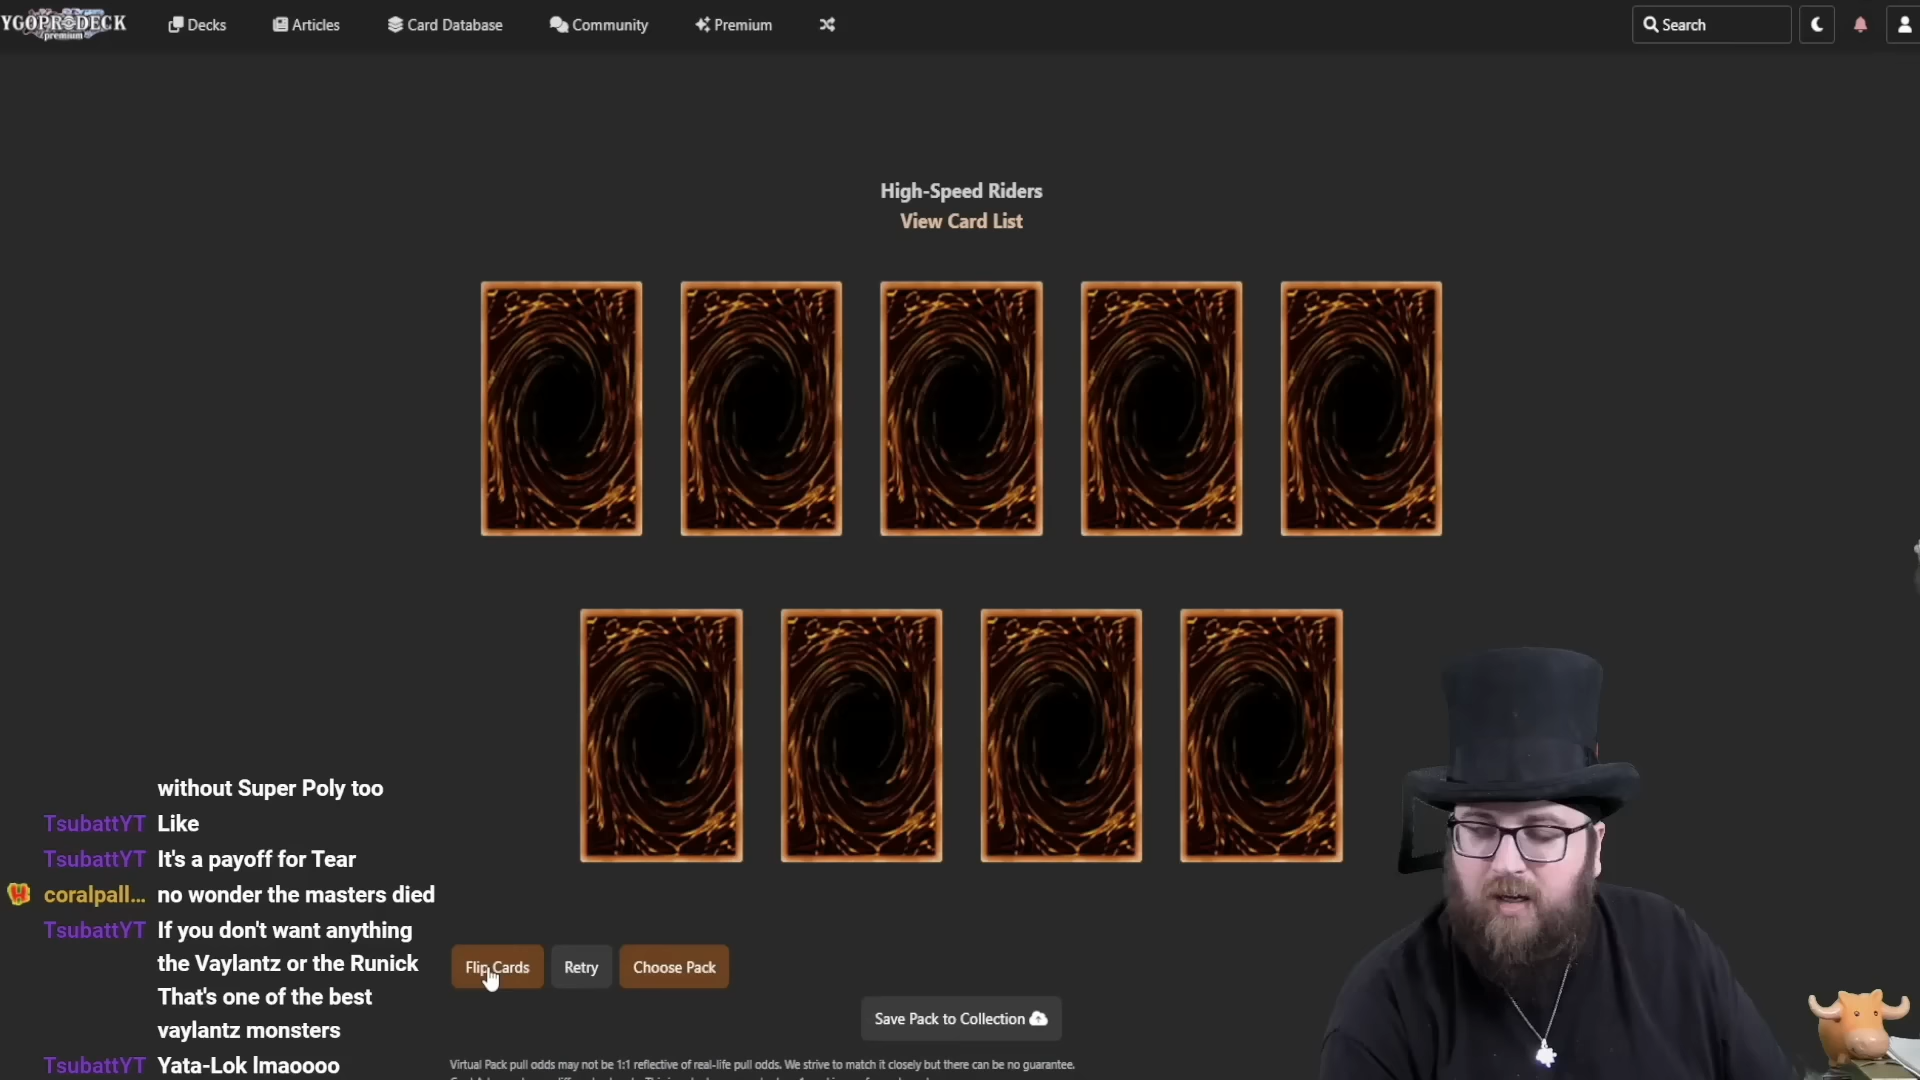 YGOPRODECK
premium
Decks
Articles
Card Database
Community
Premium
Search
High-Speed Riders
View Card List
without Super Poly too
TsubattYT Like
TsubattYT It's a payoff for Tear
coralpall... no wonder the masters died
TsubattYT If you don't want anything
the Vaylantz or the Runick
That's one of the best
vaylantz monsters
TsubattYT Yata-Lok lmaoooo
Flip Cards
Retry
Choose Pack
Save Pack to Collection
Virtual Pack pull odds may not be 1:1 reflective of real-life pull odds. We strive to match it closely but there can be no guarantee.